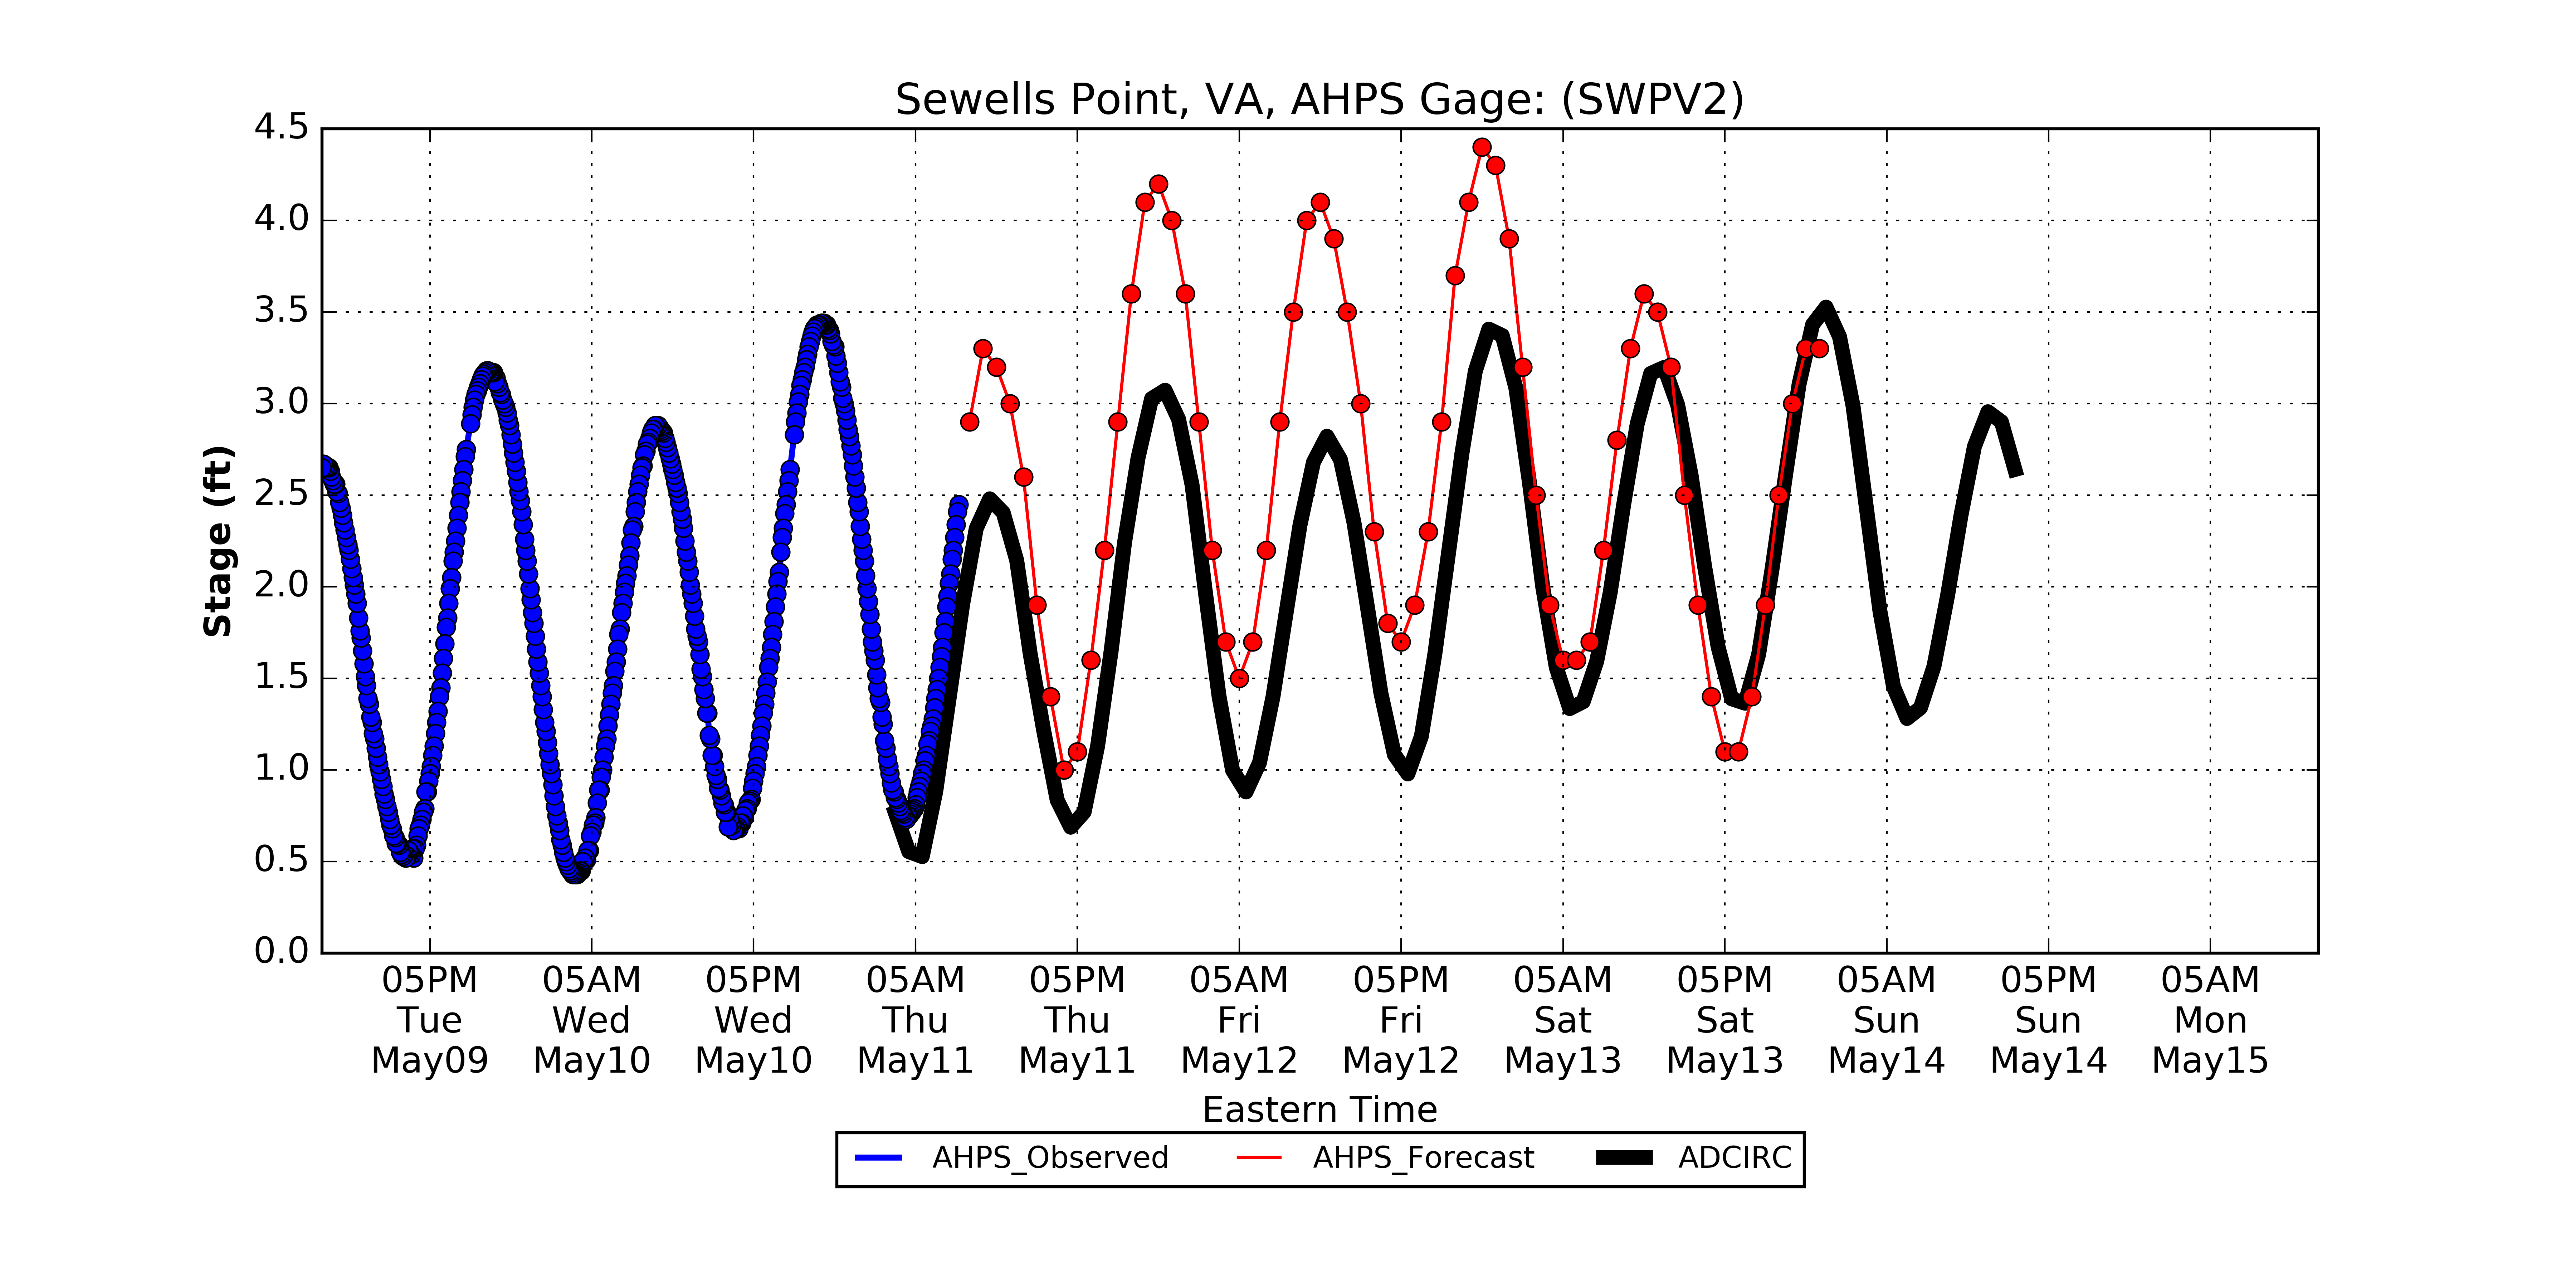 Sewells Point, VA, AHPS Gage: (SWPV2)
4.5
4.0
3.5
3.0
2.5
2.0
1.5
1.0
0.5
0.0
Stage (ft)
05PM 05AM 05PM 05AM 05PM 05AM 05PM 05AM 05PM 05AM 05PM 05AM
Tue Wed Wed Thu Thu Fri Fri Sat Sat Sun Sun Mon
May09 May10 May10 May11 May11 May12 May12 May13 May13 May14 May14 May15
Eastern Time
AHPS_Observed AHPS_Forecast ADCIRC